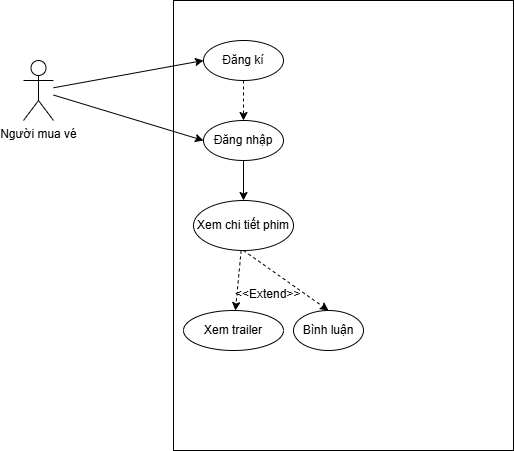 Đăng kí
Người mua vé
Đăng nhập
Xem chi tiết phim
<<Extend>>
Xem trailer
Bình luận